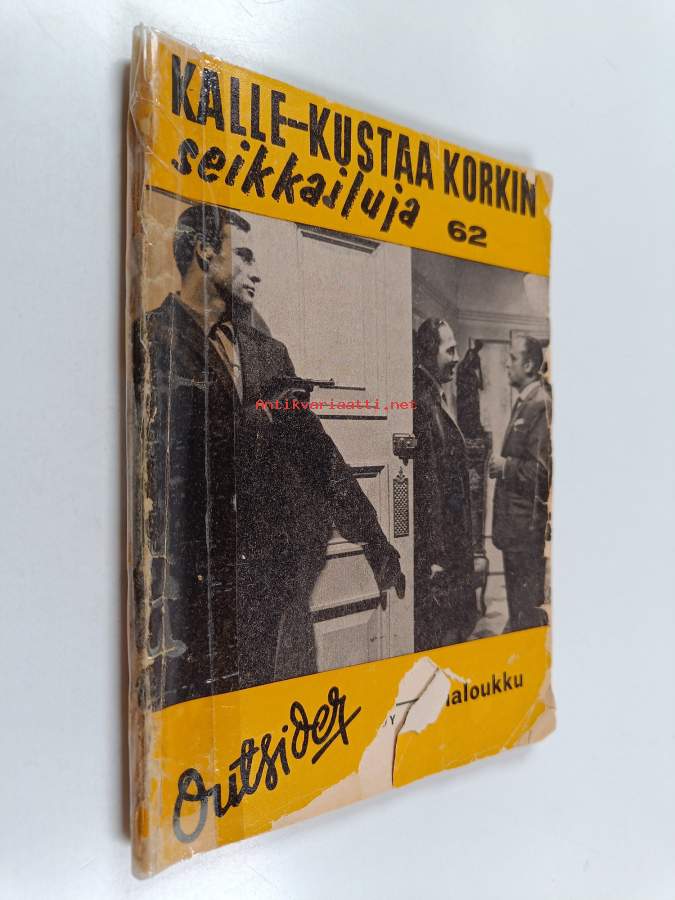 KALLE-KUSTAA KORKIN
seikkailuja 62
Antikvariaatti.net
aloukku
Outsider